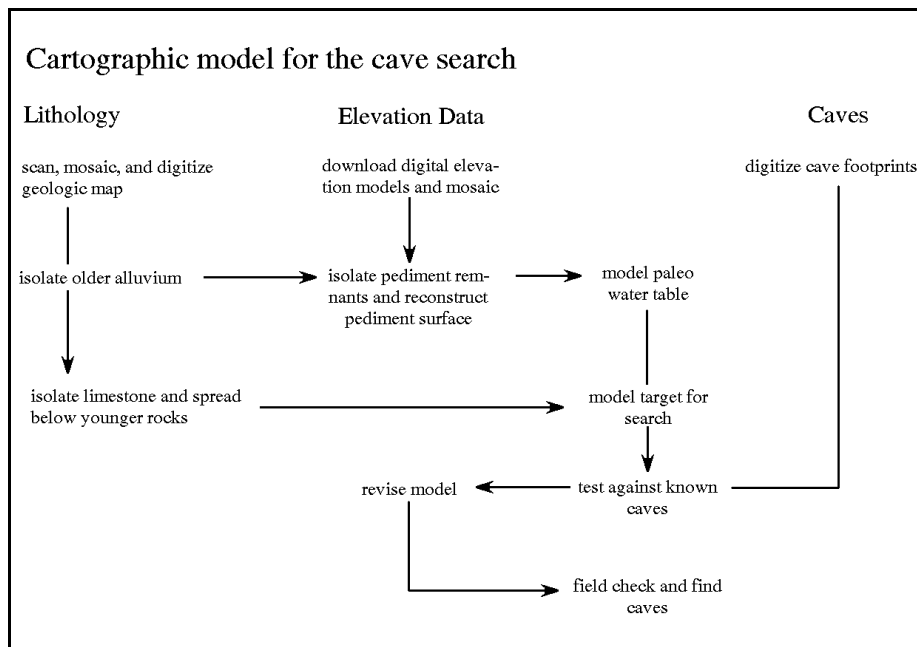 Cartographic model for the cave search
Lithology
Elevation Data
Caves
scan, mosaic, and digitize
geologic map
download digital eleva-
tion models and mosaic
digitize cave footprints
isolate older alluvium
isolate pediment rem-
nants and reconstruct
pediment surface
model paleo
water table
isolate limestone and spread
below younger rocks
model target for
search
revise model
test against known
caves
field check and find
caves